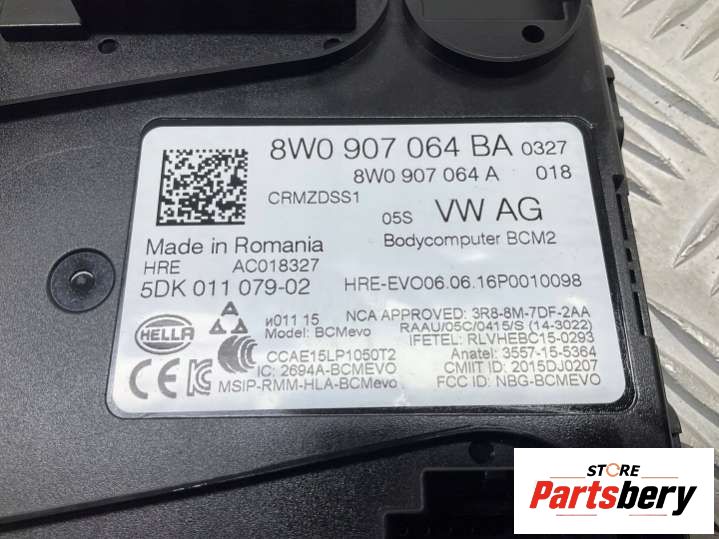 8W0 907 064 BA 0327
8W0 907 064 A 018
CRMZDSS1
05S VW AG
Bodycomputer BCM2
Made in Romania
HRE AC018327
5DK 011 079-02 HRE-EVO06.06.16P0010098
HELLA
и011 15
Model: BCMevo
NCA APPROVED: 3R8-8M-7DF-2AA
RAAU/05C/0415/S (14-3022)
IFETEL: RLVHEBC15-0293
CCAE15LP1050T2
Anatel: 3557-15-5364
IC: 2694A-BCMEVO
CMIIT ID: 2015DJ0207
MSIP-RMM-HLA-BCMevo
FCC ID: NBG-BCMEVO
STORE
Partsbery